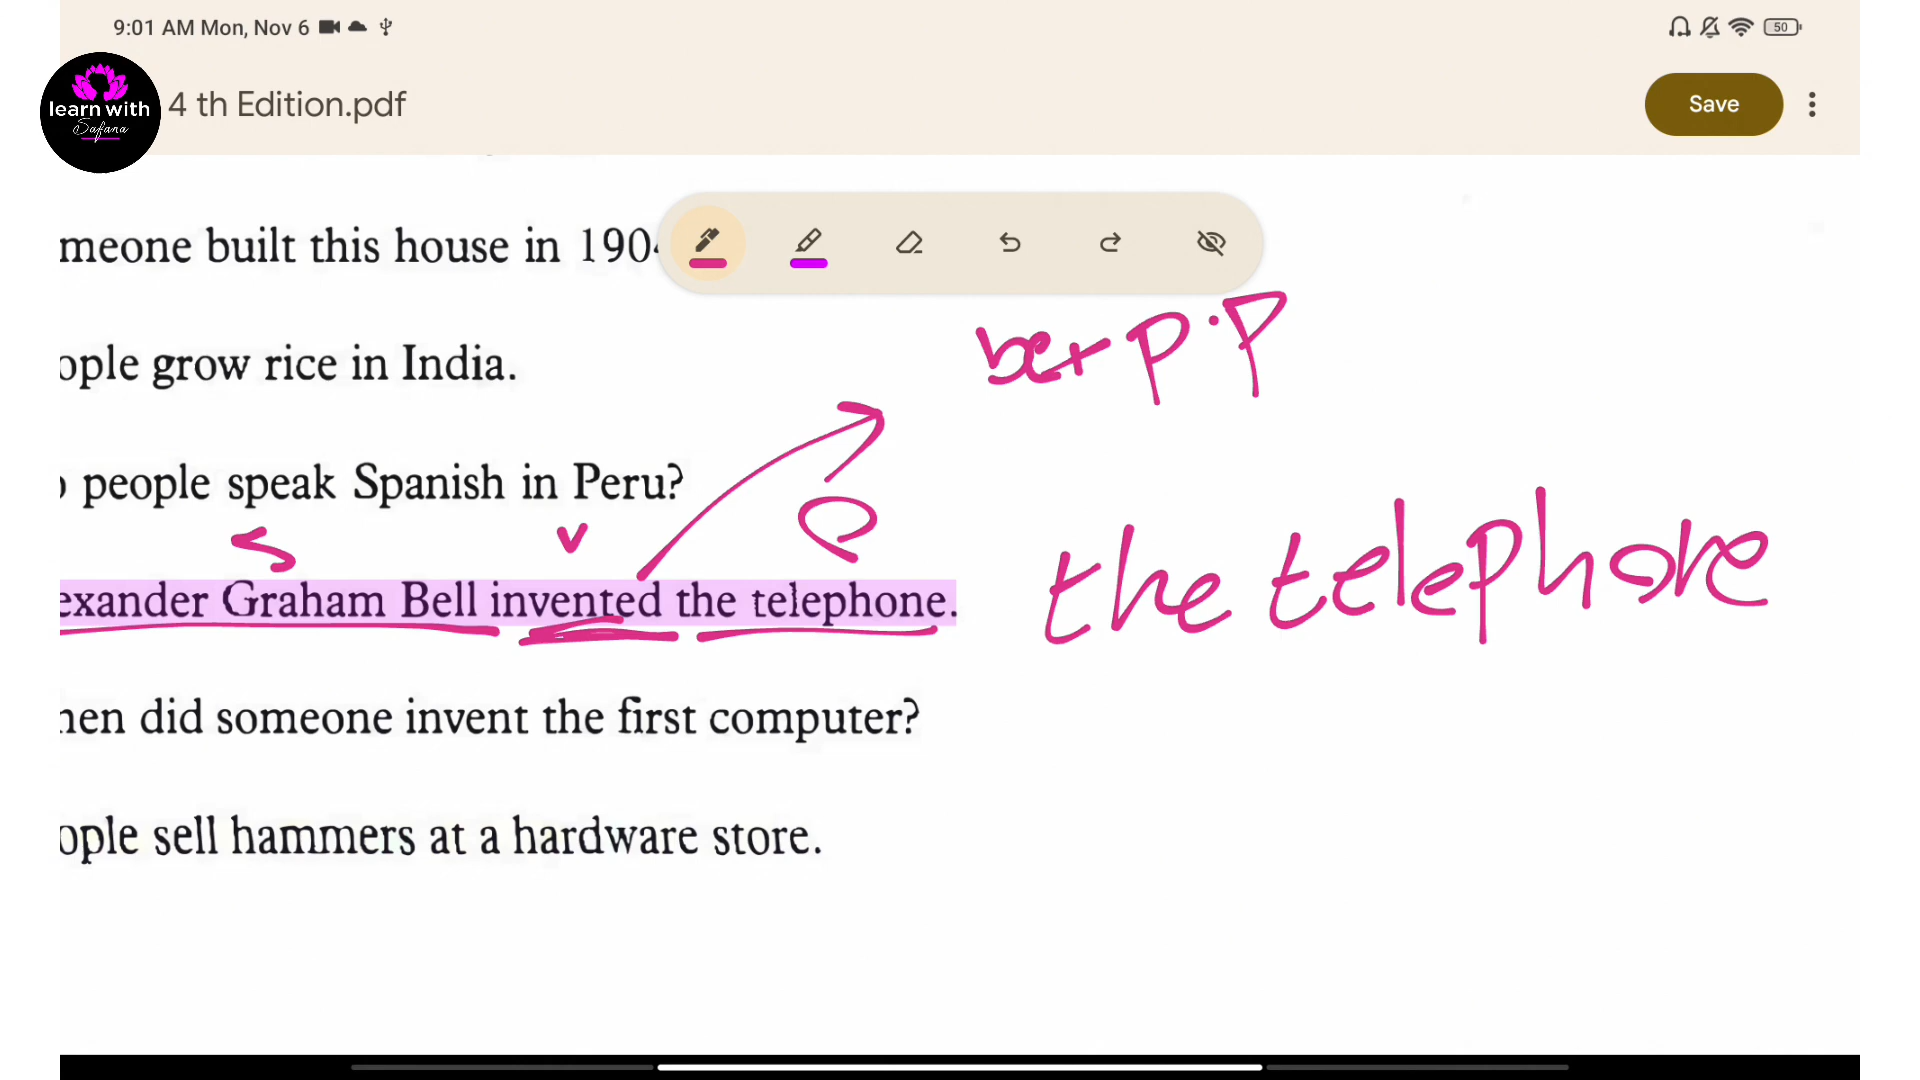 9:01 AM Mon, Nov 6
50
learn with
Safana
4 th Edition.pdf
Save
meone built this house in 190
be + p.p
ople grow rice in India.
people speak Spanish in Peru?
S
V
O
exander Graham Bell invented the telephone.
the telephone
hen did someone invent the first computer?
ople sell hammers at a hardware store.